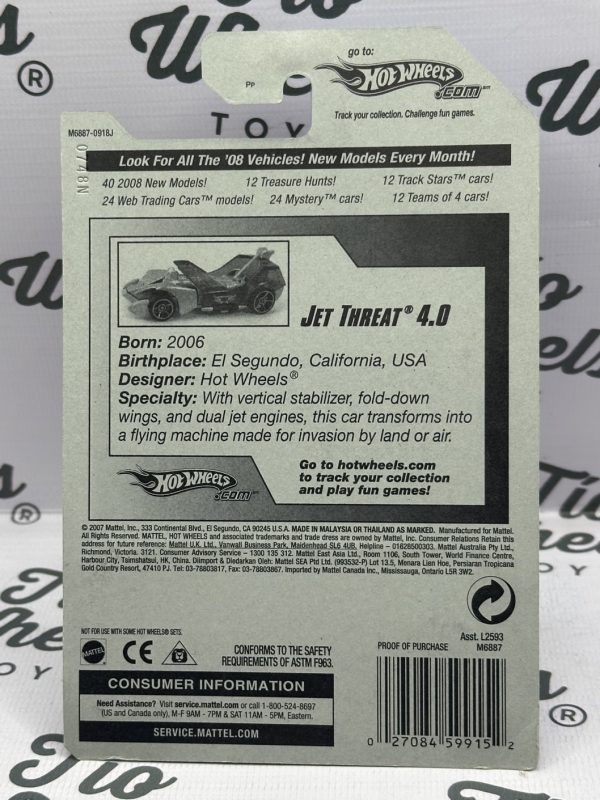 go to:
HOT WHEELS
.com
Track your collection. Challenge fun games.
PP
M6887-0918J
0748N
Look For All The '08 Vehicles! New Models Every Month!
40 2008 New Models! 12 Treasure Hunts! 12 Track Stars™ cars!
24 Web Trading Cars™ models! 24 Mystery™ cars! 12 Teams of 4 cars!
JET THREAT® 4.0
Born: 2006
Birthplace: El Segundo, California, USA
Designer: Hot Wheels®
Specialty: With vertical stabilizer, fold-down
wings, and dual jet engines, this car transforms into
a flying machine made for invasion by land or air.
HOT WHEELS
.com
Go to hotwheels.com
to track your collection
and play fun games!
© 2007 Mattel, Inc., 333 Continental Blvd., El Segundo, CA 90245 U.S.A. MADE IN MALAYSIA OR THAILAND AS MARKED. Manufactured for Mattel.
All Rights Reserved. MATTEL, HOT WHEELS and associated trademarks and trade dress are owned by Mattel, Inc. Consumer Relations Retain this
address for future reference: Mattel U.K. Ltd., Vanwall Business Park, Maidenhead SL6 4UB. Helpline – 01628500303. Mattel Australia Pty Ltd.,
Richmond, Victoria. 3121. Consumer Advisory Service – 1300 135 312. Mattel East Asia Ltd., Room 1106, South Tower, World Finance Centre,
Harbour City, Tsimshatsui, HK, China. Diimport & Diedarkan Oleh: Mattel SEA Ptd Ltd. (993532-P) Lot 13.5, Menara Lien Hoe, Persiaran Tropicana
Gold Country Resort, 47410 PJ. Tel: 03-78803817, Fax: 03-78803867. Imported by Mattel Canada Inc., Mississauga, Ontario L5R 3W2.
NOT FOR USE WITH SOME HOT WHEELS® SETS.
MATTEL
CE
CONFORMS TO THE SAFETY
REQUIREMENTS OF ASTM F963.
PROOF OF PURCHASE
Asst. L2593
M6887
CONSUMER INFORMATION
Need Assistance? Visit service.mattel.com or call 1-800-524-8697
(US and Canada only), M-F 9AM - 7PM & SAT 11AM - 5PM, Eastern.
SERVICE.MATTEL.COM
0 27084 59915 2